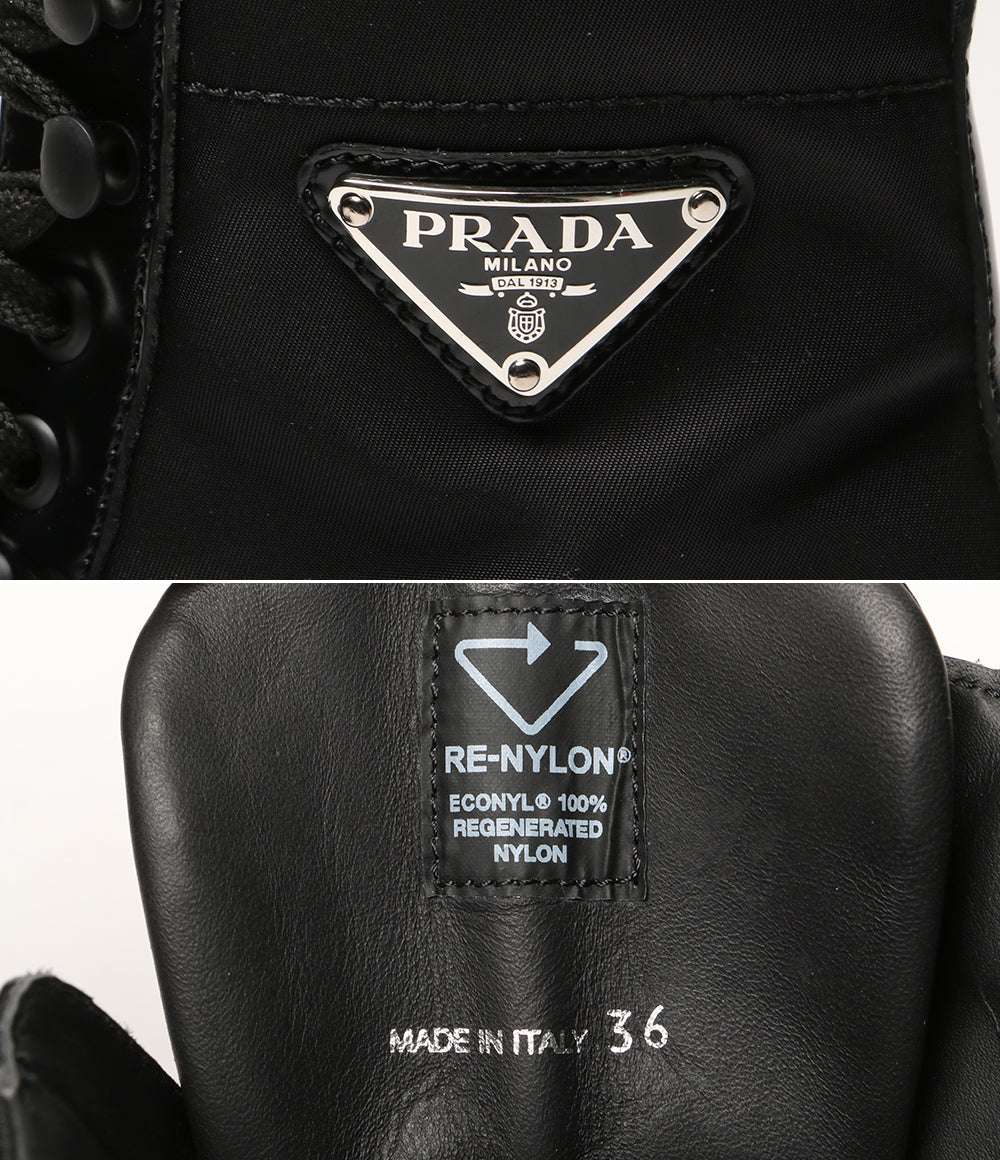 PRADA
MILANO
DAL 1913
RE-NYLON®
ECONYL® 100%
REGENERATED
NYLON
MADE IN ITALY 36